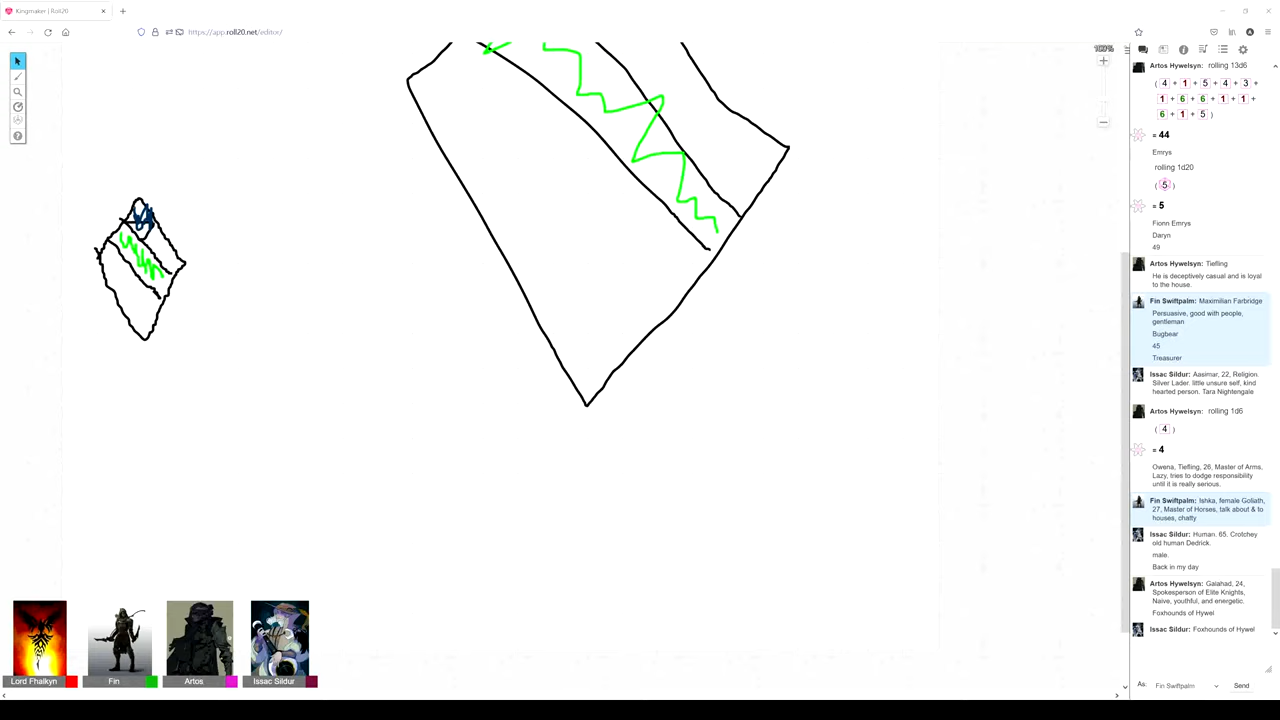 Kingmaker
https://app.roll20.net/editor/
100%
Artos Hywelsyn: rolling 13d6
( 4 + 1 + 5 + 4 + 3 +
1 + 6 + 6 + 1 + 1 +
6 + 1 + 5 )
= 44
Emrys
rolling 1d20
( 5 )
= 5
Fionn Emrys
Daryn
49
Artos Hywelsyn: Tiefling
He is deceptively casual and is loyal
to the house.
Fin Swiftpalm: Maximilian Farbridge
Persuasive, good with people,
gentleman
Bugbear
45
Treasurer
Issac Sildur: Aasimar, 22, Religion.
Silver Lader. little unsure self, kind
hearted person. Tara Nightengale
Artos Hywelsyn: rolling 1d6
( 4 )
= 4
Owena, Tiefling, 26, Master of Arms,
Lazy, tries to dodge responsibility
until it is really serious.
Fin Swiftpalm: Ishka, female Goliath,
27, Master of Horses, talk about & to
houses, chatty
Issac Sildur: Human. 65. Crotchey
old human Dedrick.
male.
Back in my day
Artos Hywelsyn: Galahad, 24,
Spokesperson of Elite Knights,
Naive, youthful, and energetic.
Foxhounds of Hywel
Issac Sildur: Foxhounds of Hywel
Lord Fhalkyn
Fin
Artos
Issac Sildur
As:
Fin Swiftpalm
Send